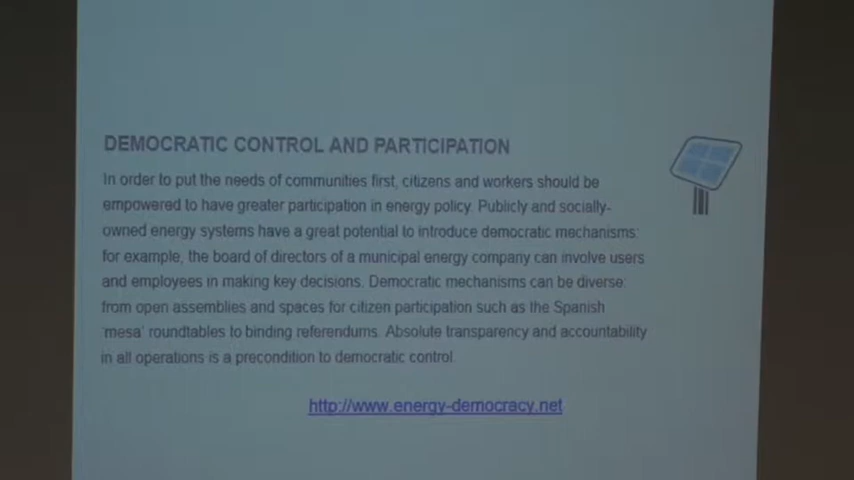 DEMOCRATIC CONTROL AND PARTICIPATION
In order to put the needs of communities first, citizens and workers should be
empowered to have greater participation in energy policy. Publicly and socially-
owned energy systems have a great potential to introduce democratic mechanisms:
for example, the board of directors of a municipal energy company can involve users
and employees in making key decisions. Democratic mechanisms can be diverse:
from open assemblies and spaces for citizen participation such as the Spanish
'mesa' roundtables to binding referendums. Absolute transparency and accountability
in all operations is a precondition to democratic control.
http://www.energy-democracy.net